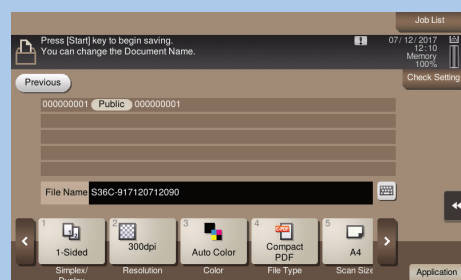 Job List
Press [Start] key to begin saving.
You can change the Document Name.
07/12/2017
12:10
Memory
100%
Previous
Check Setting
000000001 Public 000000001
File Name S36C-917120712090
1 2 3 4 5
1-Sided 300dpi Auto Color Compact PDF A4
C-PDF
Simplex/ Duplex Resolution Color File Type Scan Size
Application